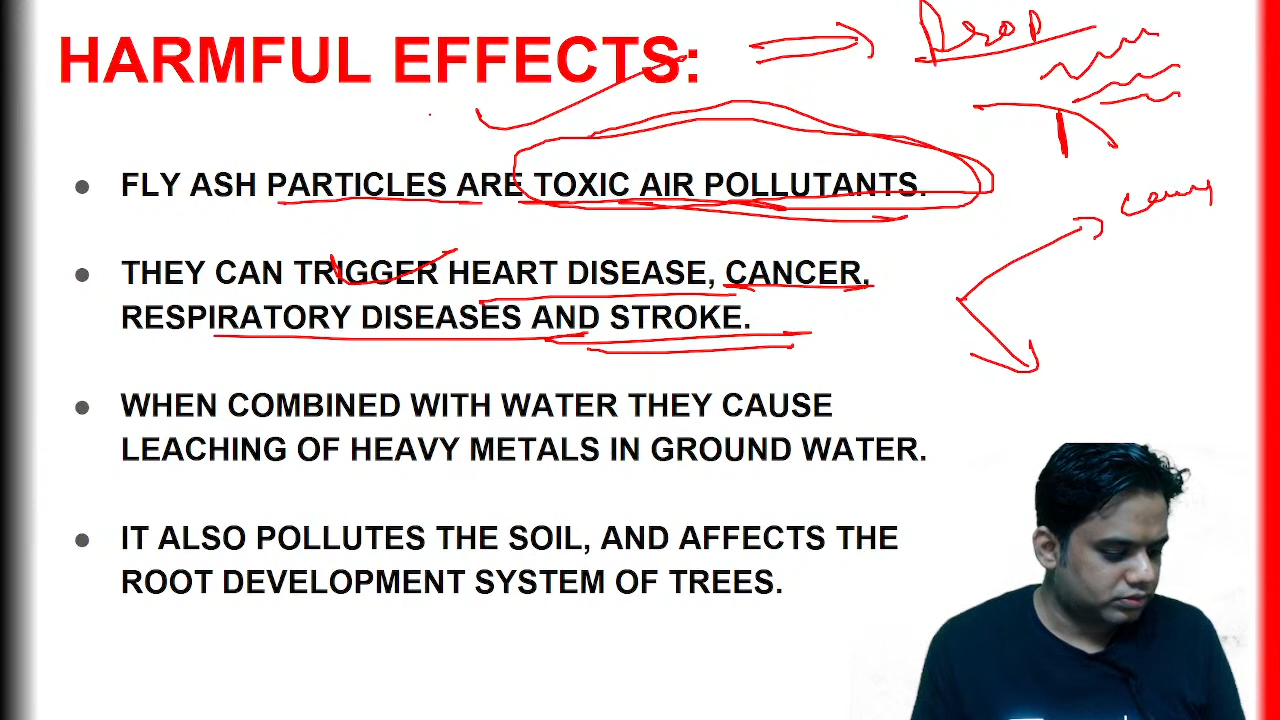 HARMFUL EFFECTS:
FLY ASH PARTICLES ARE TOXIC AIR POLLUTANTS.
THEY CAN TRIGGER HEART DISEASE, CANCER,
RESPIRATORY DISEASES AND STROKE.
WHEN COMBINED WITH WATER THEY CAUSE
LEACHING OF HEAVY METALS IN GROUND WATER.
IT ALSO POLLUTES THE SOIL, AND AFFECTS THE
ROOT DEVELOPMENT SYSTEM OF TREES.